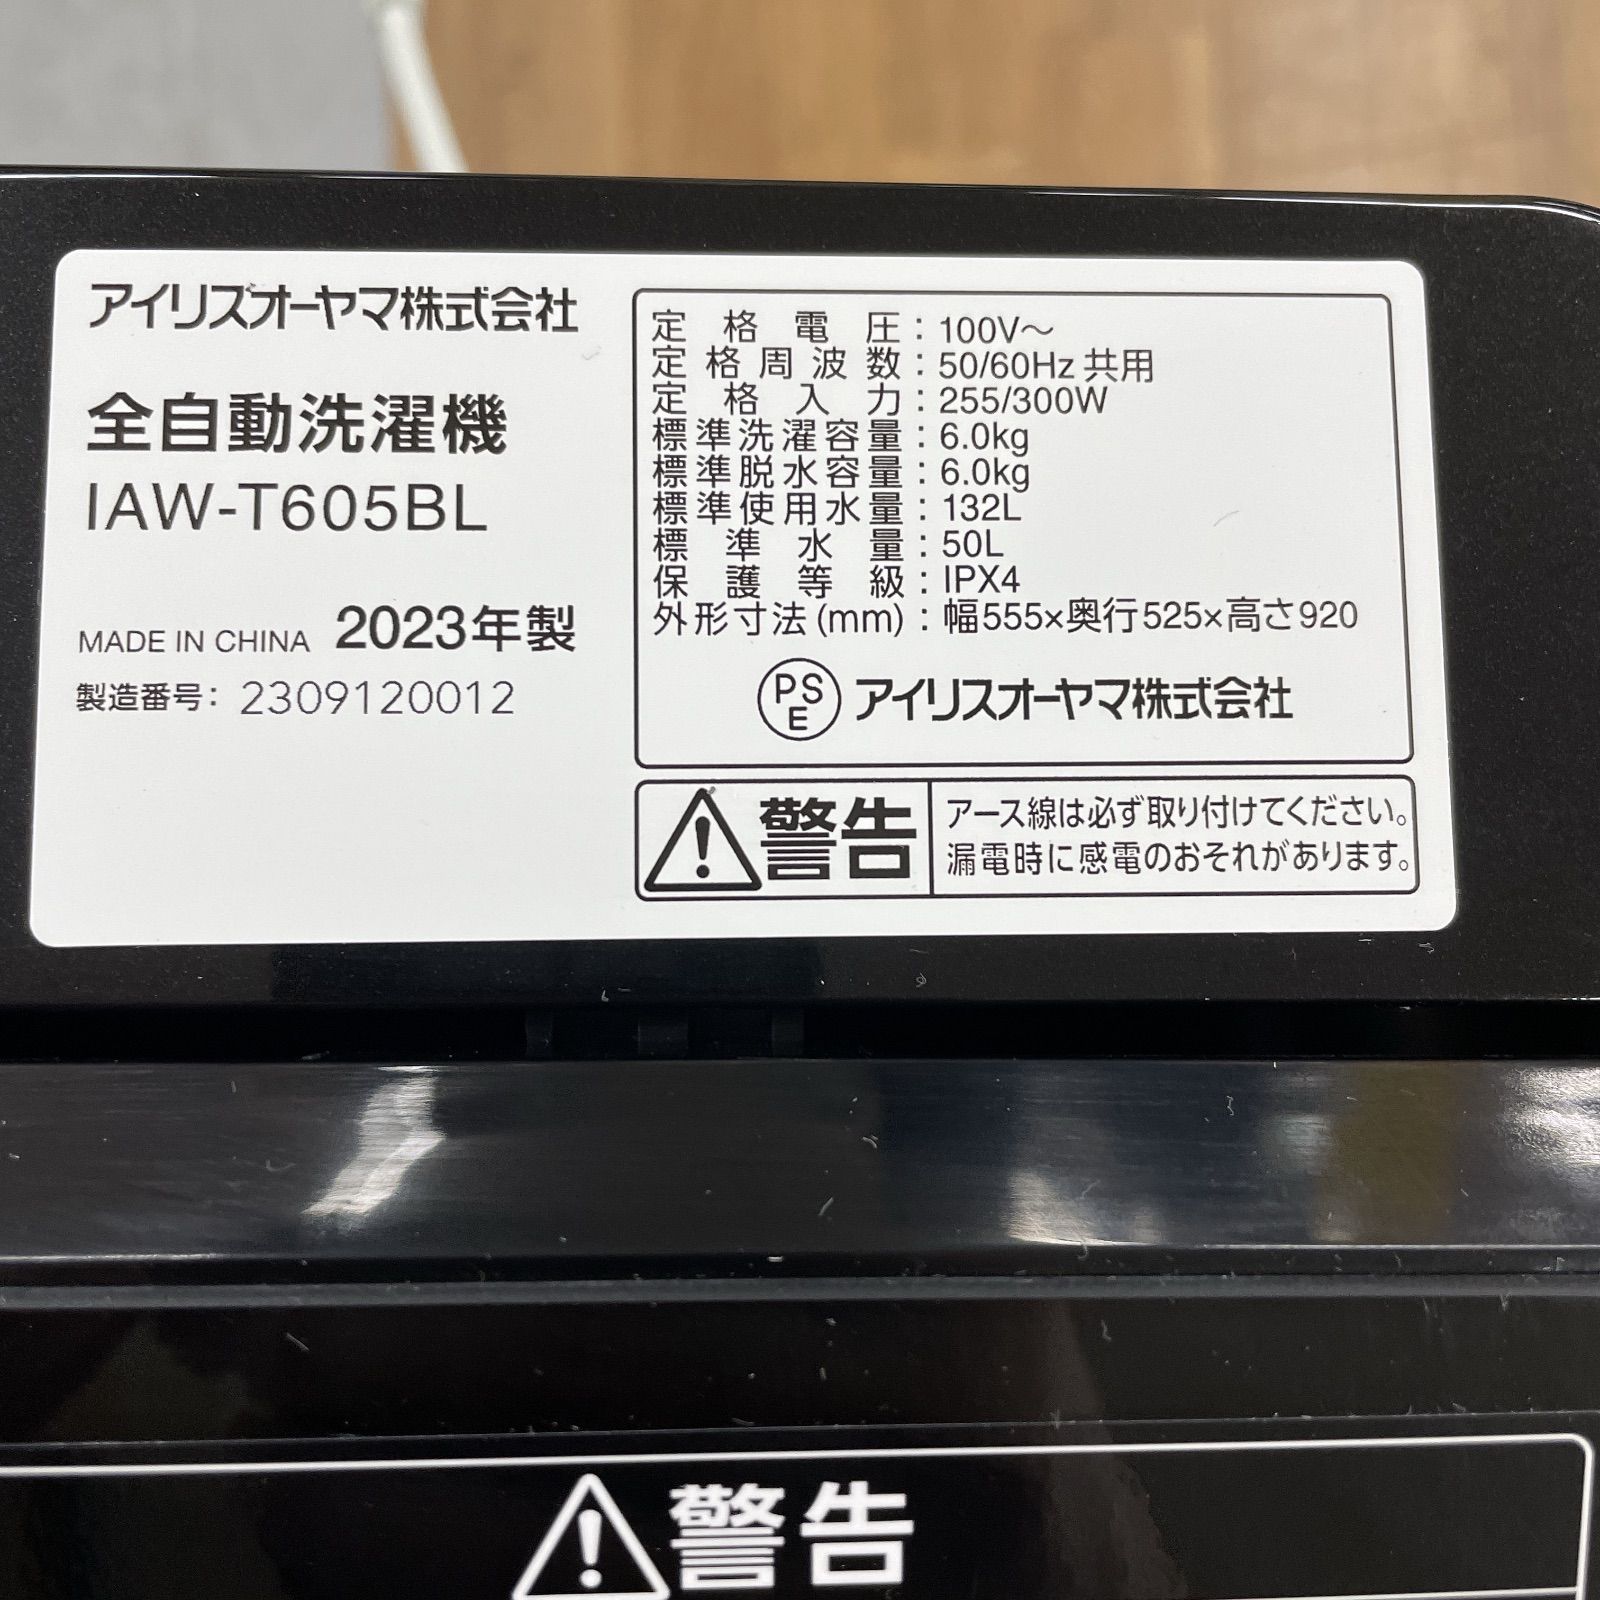 アイリスオーヤマ株式会社
全自動洗濯機
IAW-T605BL
MADE IN CHINA 2023年製
製造番号: 2309120012
定格電圧：100V～
定格周波数：50/60Hz 共用
定格入力：255/300W
標準洗濯容量：6.0kg
標準脱水容量：6.0kg
標準使用水量：132L
標準水量：50L
保護等級：IPX4
外形寸法(mm)：幅555×奥行525×高さ920
PSE アイリスオーヤマ株式会社
警告
アース線は必ず取り付けてください。
漏電時に感電のおそれがあります。
警告